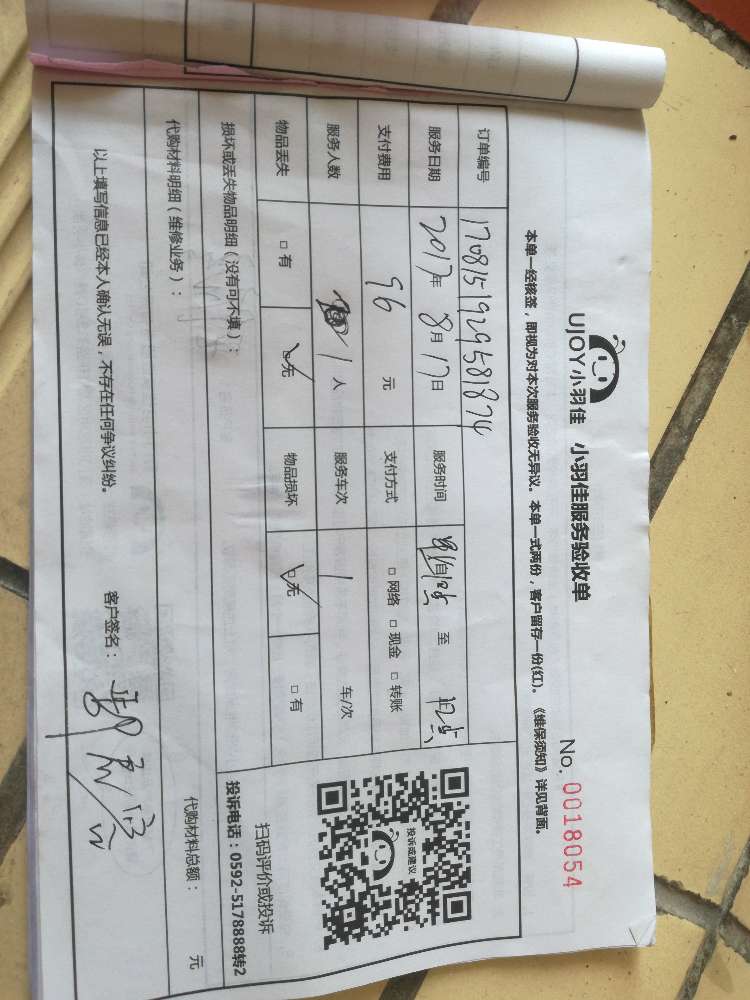 UJOY小羽佳 小羽佳服务验收单
No. 0018054
本单一经核签，即视为对本次服务验收无异议。本单一式两份，客户留存一份(红)。《维保须知》详见背面。
订单编号 170815192958187
服务日期 2017年 8月 17日 服务时间 至 12点
支付费用 96 元 支付方式 □ 网络 □ 现金 □ 转账
服务人数 1 人 服务车次 1 车/次
物品丢失 □ 有 ☑ 无 物品损坏 ☑ 无 □ 有
损坏或丢失物品明细（没有可不填）：
代购材料明细（维修业务）：
代购材料总额： 元
投诉或建议
扫码评价或投诉
投诉电话：0592-5178888转2
以上填写信息已经本人确认无误，不存在任何争议纠纷。
客户签名：